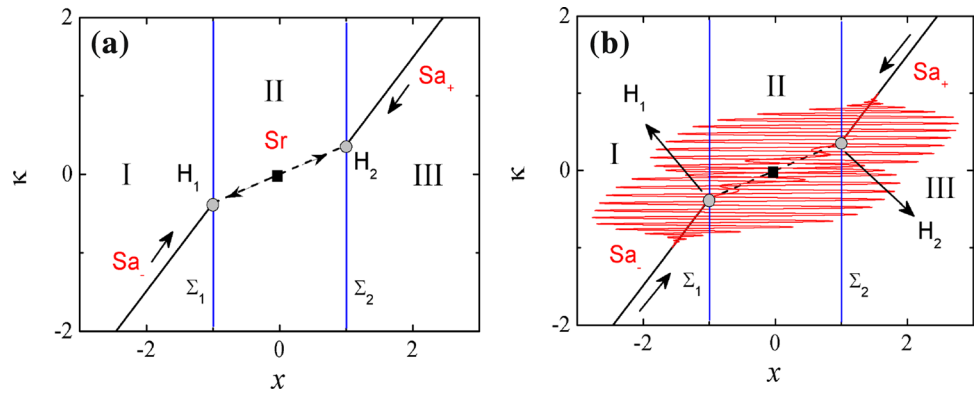 (a)
2
I
II
III
Sa₊
Sr
H₁
H₂
κ
0
Sa₋
Σ₁
Σ₂
-2
-2
0
2
x
(b)
2
I
II
III
H₁
Sa₊
κ
0
H₂
Sa₋
Σ₁
Σ₂
-2
-2
0
2
x